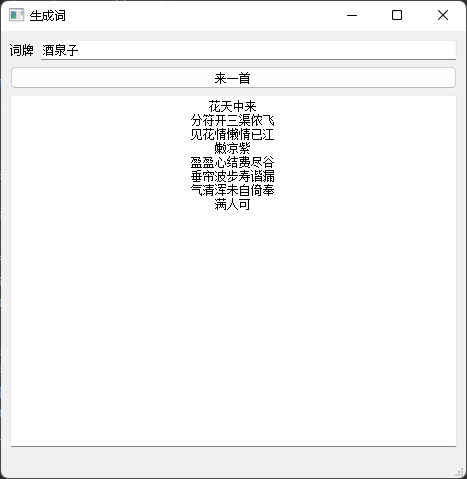 生成词
词牌 酒泉子
来一首
花天中来
分符开三渠侬飞
见花情懒情已江
嫩凉紫
盈盈心结费尽谷
垂帘波步寿谐漏
气清浑未自倚奉
满人可